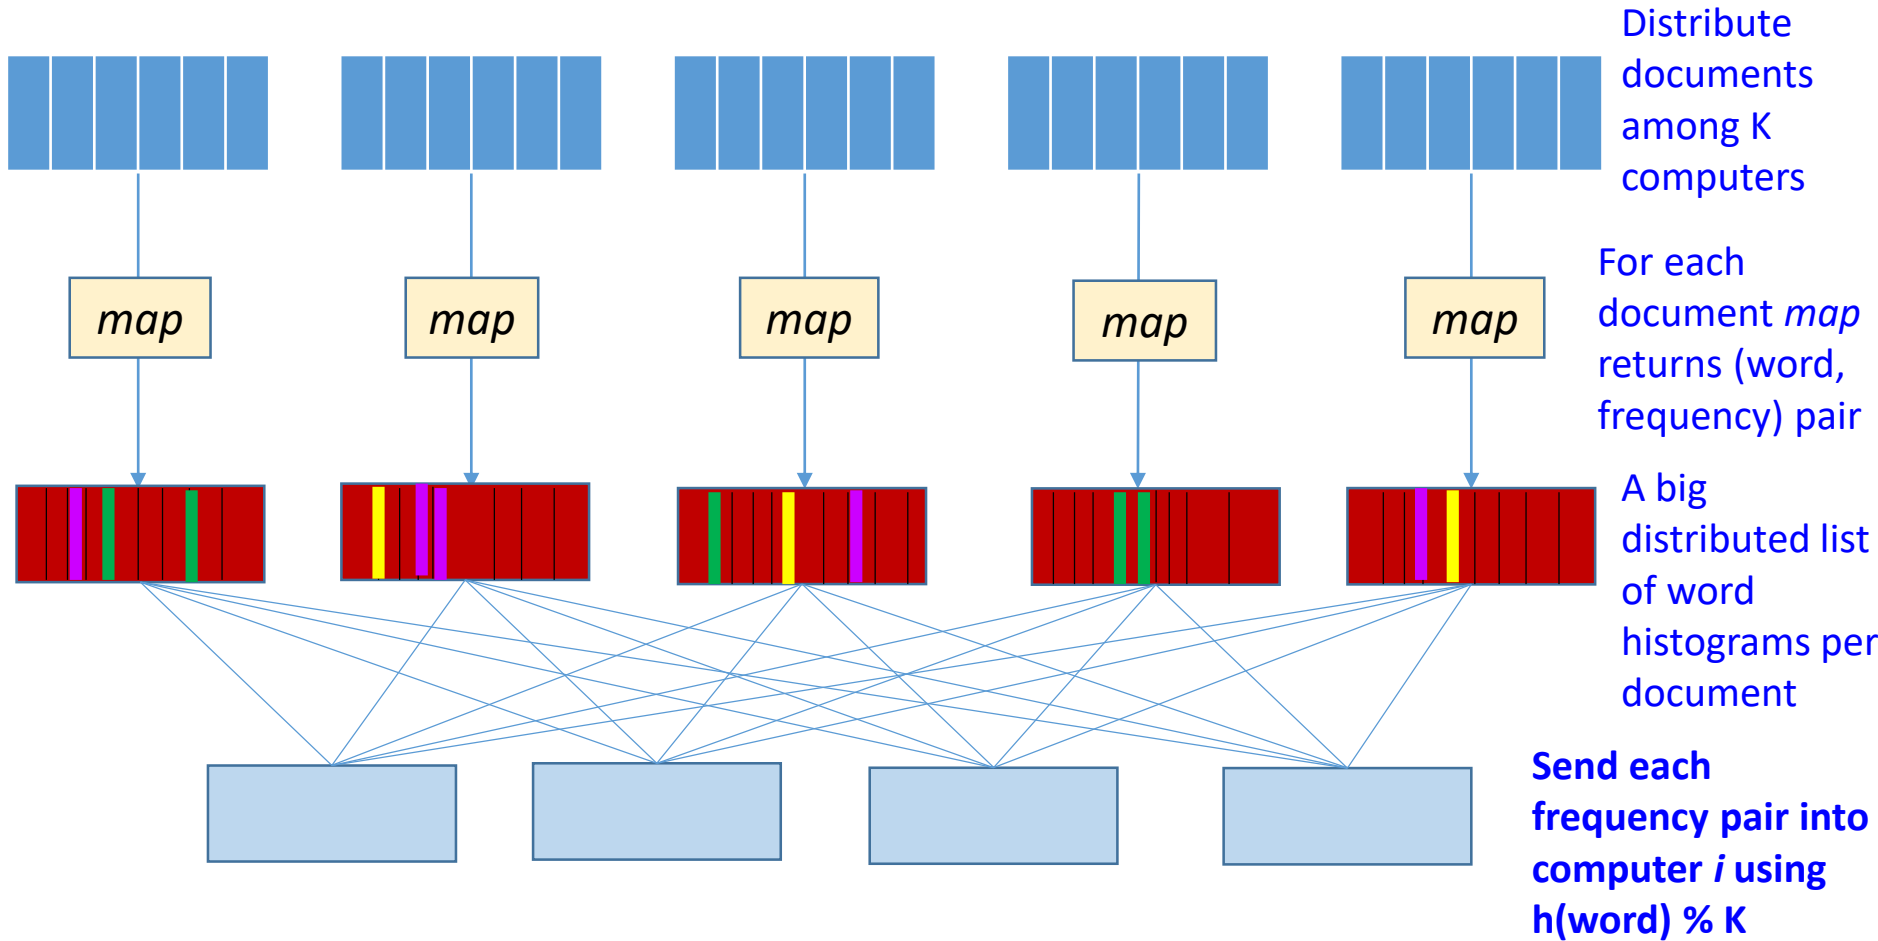 Distribute
documents
among K
computers
map
map
map
map
map
For each
document map
returns (word,
frequency) pair
A big
distributed list
of word
histograms per
document
Send each
frequency pair into
computer i using
h(word) % K